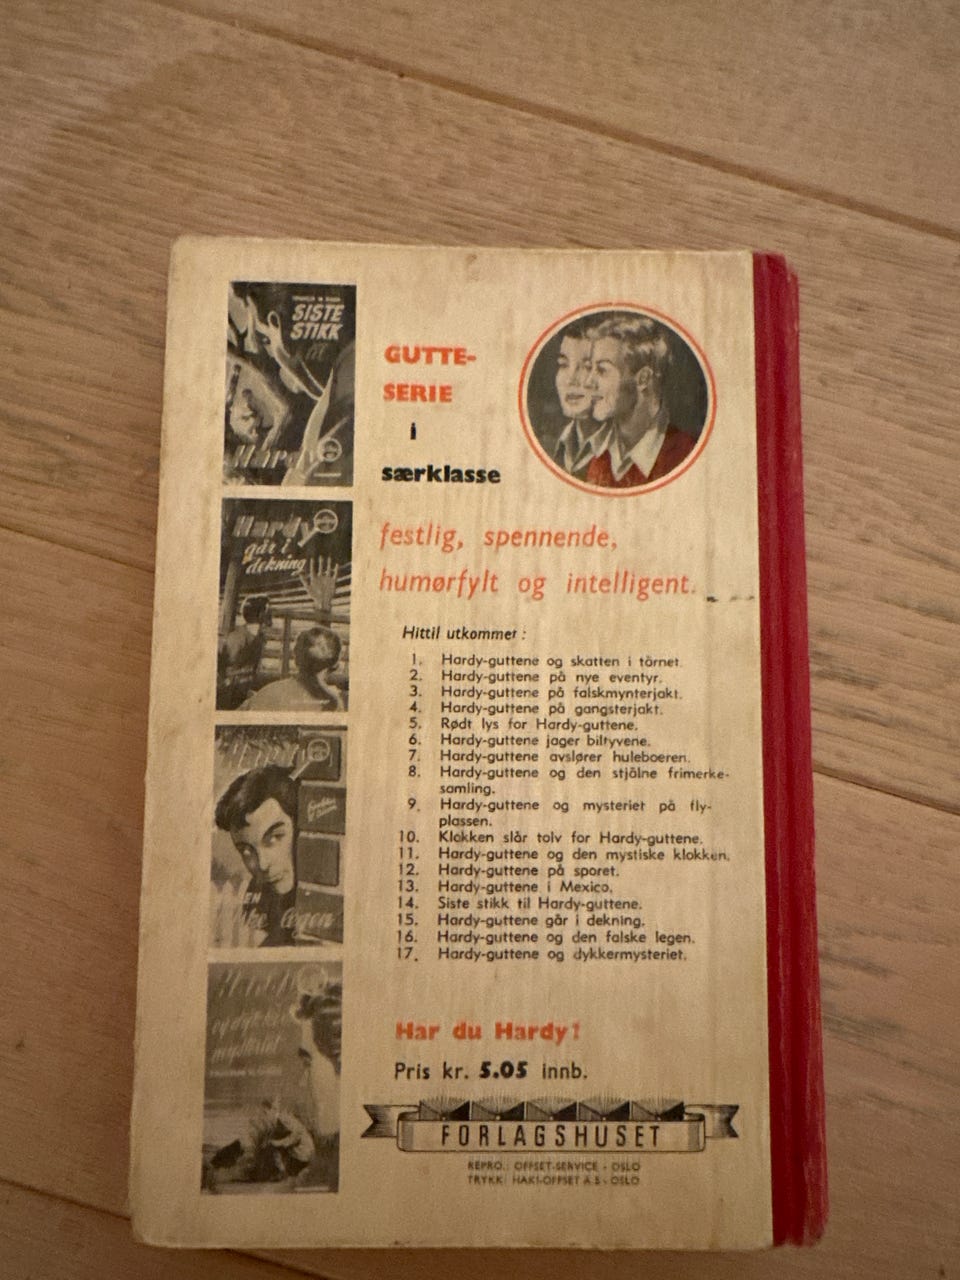 SISTE
STIKK
Hardy
Hardy
går i
dekning
GUTTE-
SERIE
i
særklasse
festlig, spennende,
humørfylt og intelligent.
Hittil utkommet :
1. Hardy-guttene og skatten i tårnet.
2. Hardy-guttene på nye eventyr.
3. Hardy-guttene på falskmynterjakt.
4. Hardy-guttene på gangsterjakt.
5. Rødt lys for Hardy-guttene.
6. Hardy-guttene jager biltyvene.
7. Hardy-guttene avslører huleboeren.
8. Hardy-guttene og den stjålne frimerke-
samling.
9. Hardy-guttene og mysteriet på fly-
plassen.
10. Klokken slår tolv for Hardy-guttene.
11. Hardy-guttene og den mystiske klokken.
12. Hardy-guttene på sporet.
13. Hardy-guttene i Mexico.
14. Siste stikk til Hardy-guttene.
15. Hardy-guttene går i dekning.
16. Hardy-guttene og den falske legen.
17. Hardy-guttene og dykkermysteriet.
Har du Hardy?
Pris kr. 5.05 innb.
FORLAGSHUSET
REPRO.: OFFSET-SERVICE - OSLO
TRYKK: HAKI-OFFSET A.S - OSLO